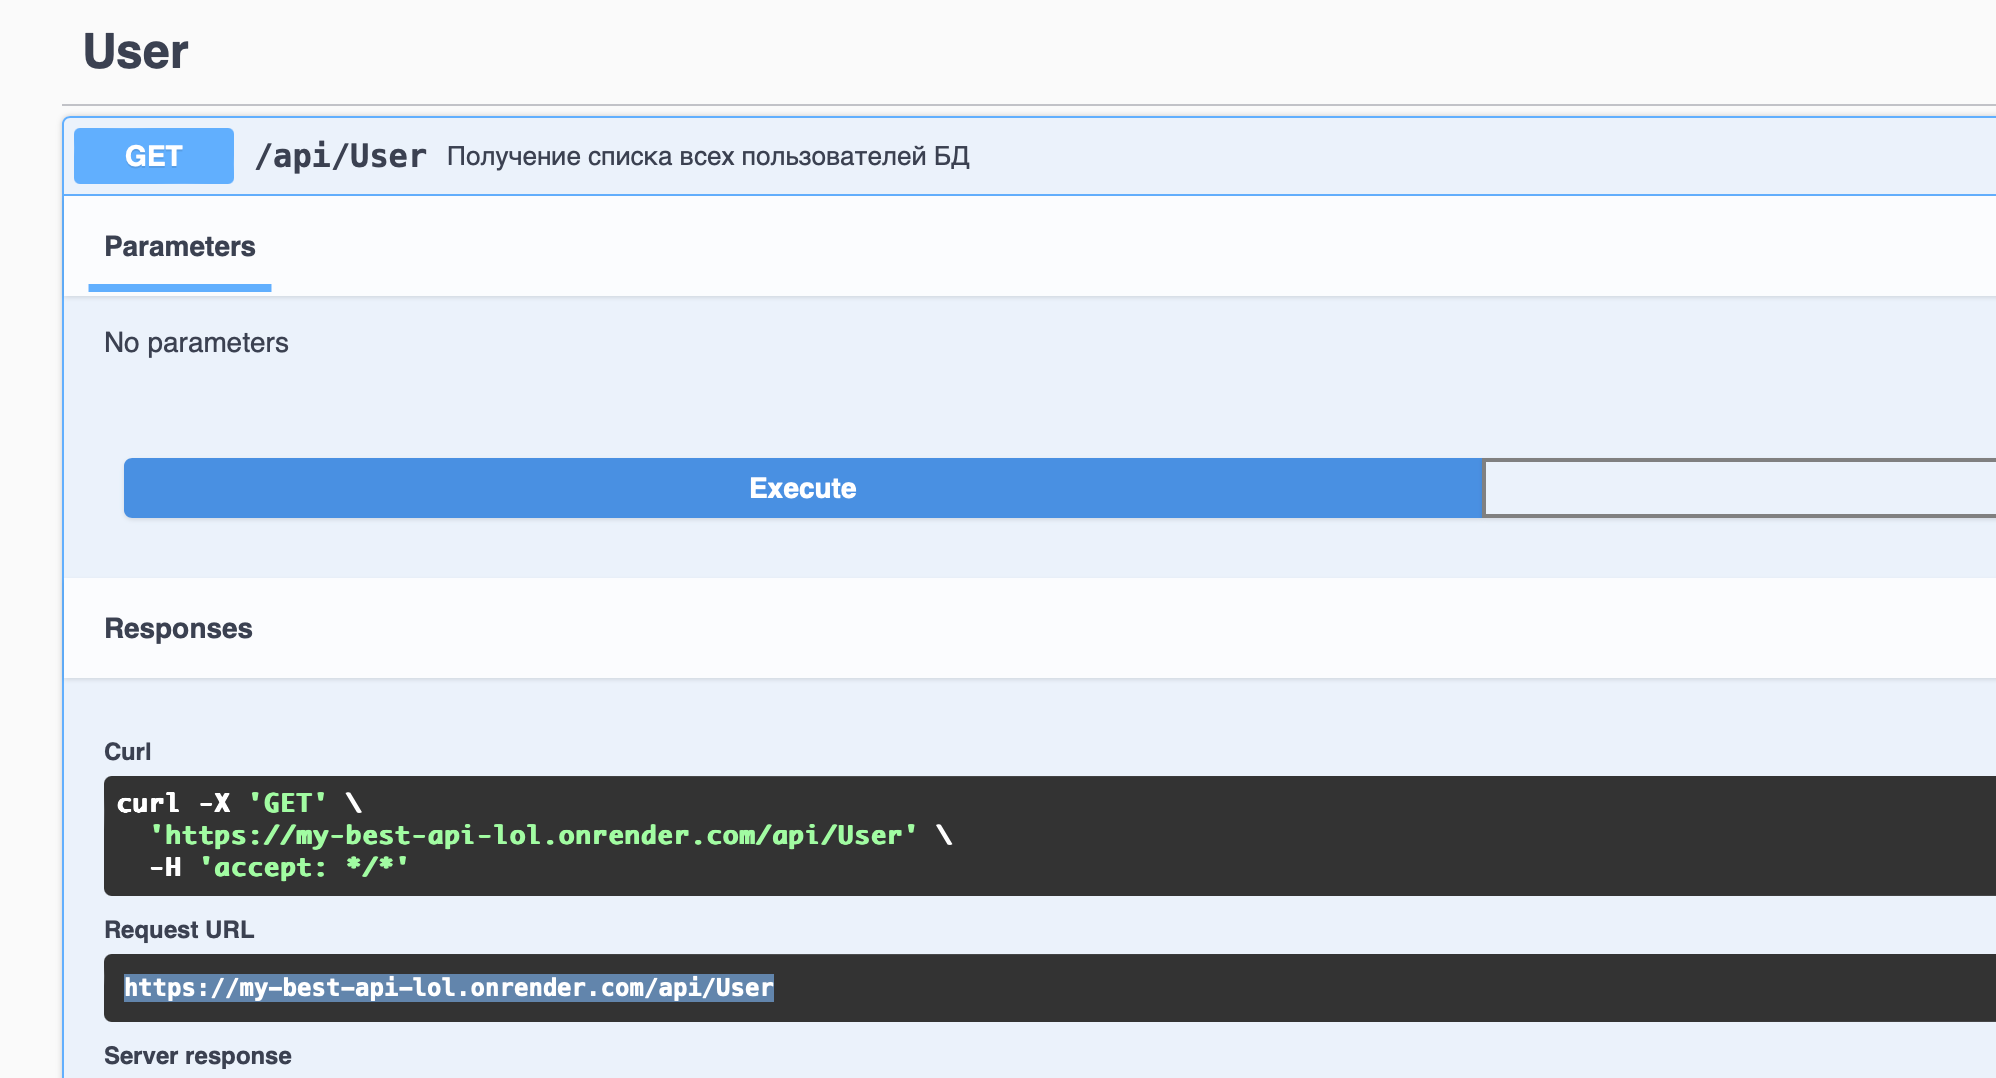 User
GET /api/User Получение списка всех пользователей БД
Parameters
No parameters
Execute
Responses
Curl
curl -X 'GET' \
'https://my-best-api-lol.onrender.com/api/User' \
-H 'accept: */*'
Request URL
https://my-best-api-lol.onrender.com/api/User
Server response